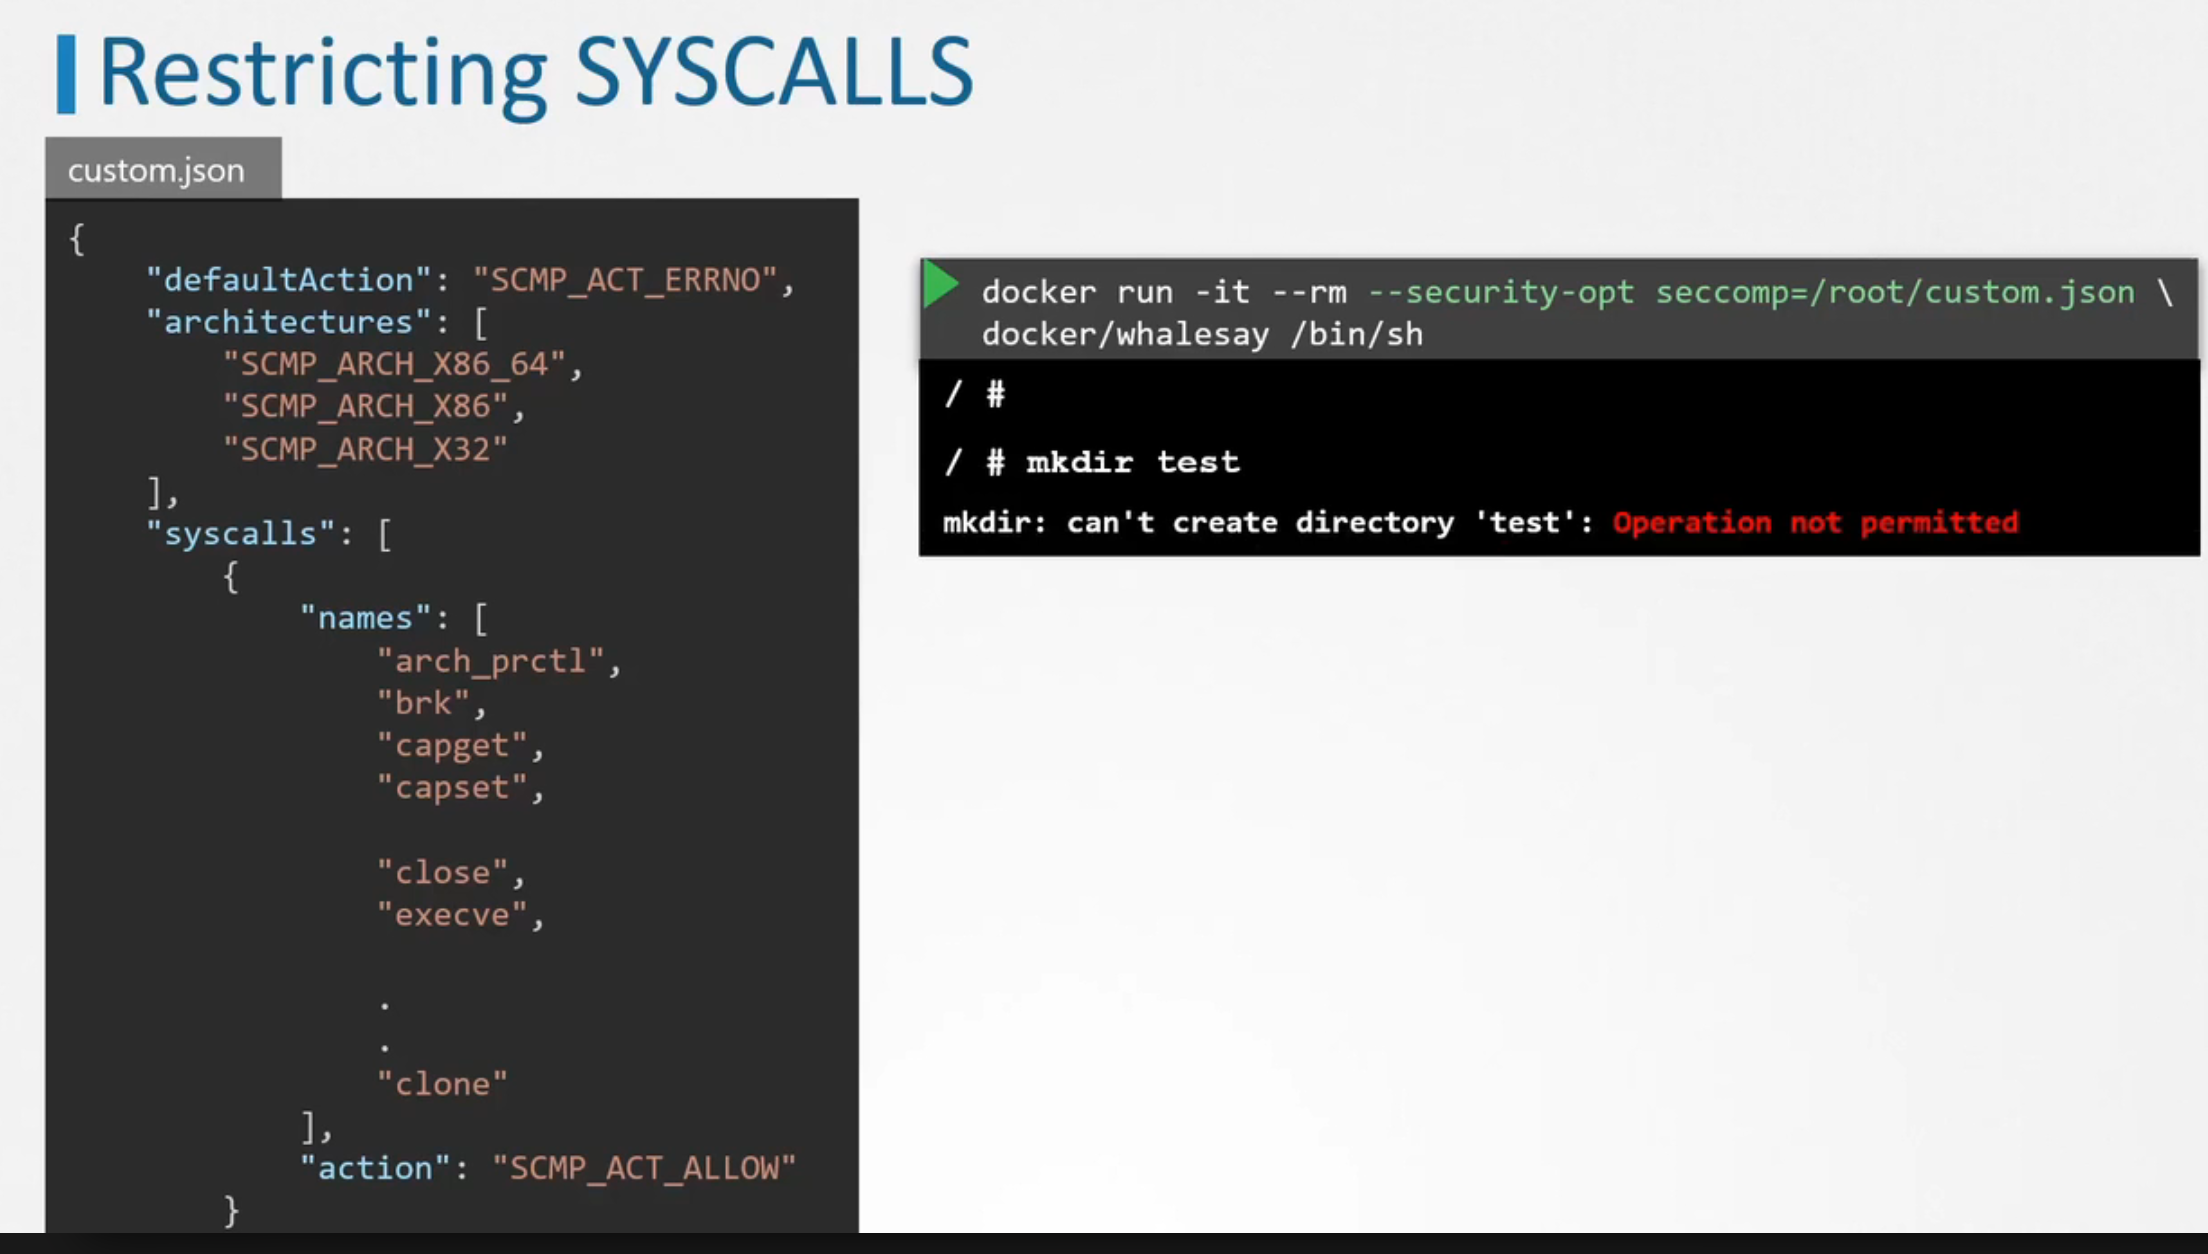 Restricting SYSCALLS
custom.json
{
"defaultAction": "SCMP_ACT_ERRNO",
"architectures": [
"SCMP_ARCH_X86_64",
"SCMP_ARCH_X86",
"SCMP_ARCH_X32"
],
"syscalls": [
{
"names": [
"arch_prctl",
"brk",
"capget",
"capset",
"close",
"execve",
.
.
"clone"
],
"action": "SCMP_ACT_ALLOW"
}
docker run -it --rm --security-opt seccomp=/root/custom.json \
docker/whalesay /bin/sh
/ #
/ # mkdir test
mkdir: can't create directory 'test': Operation not permitted